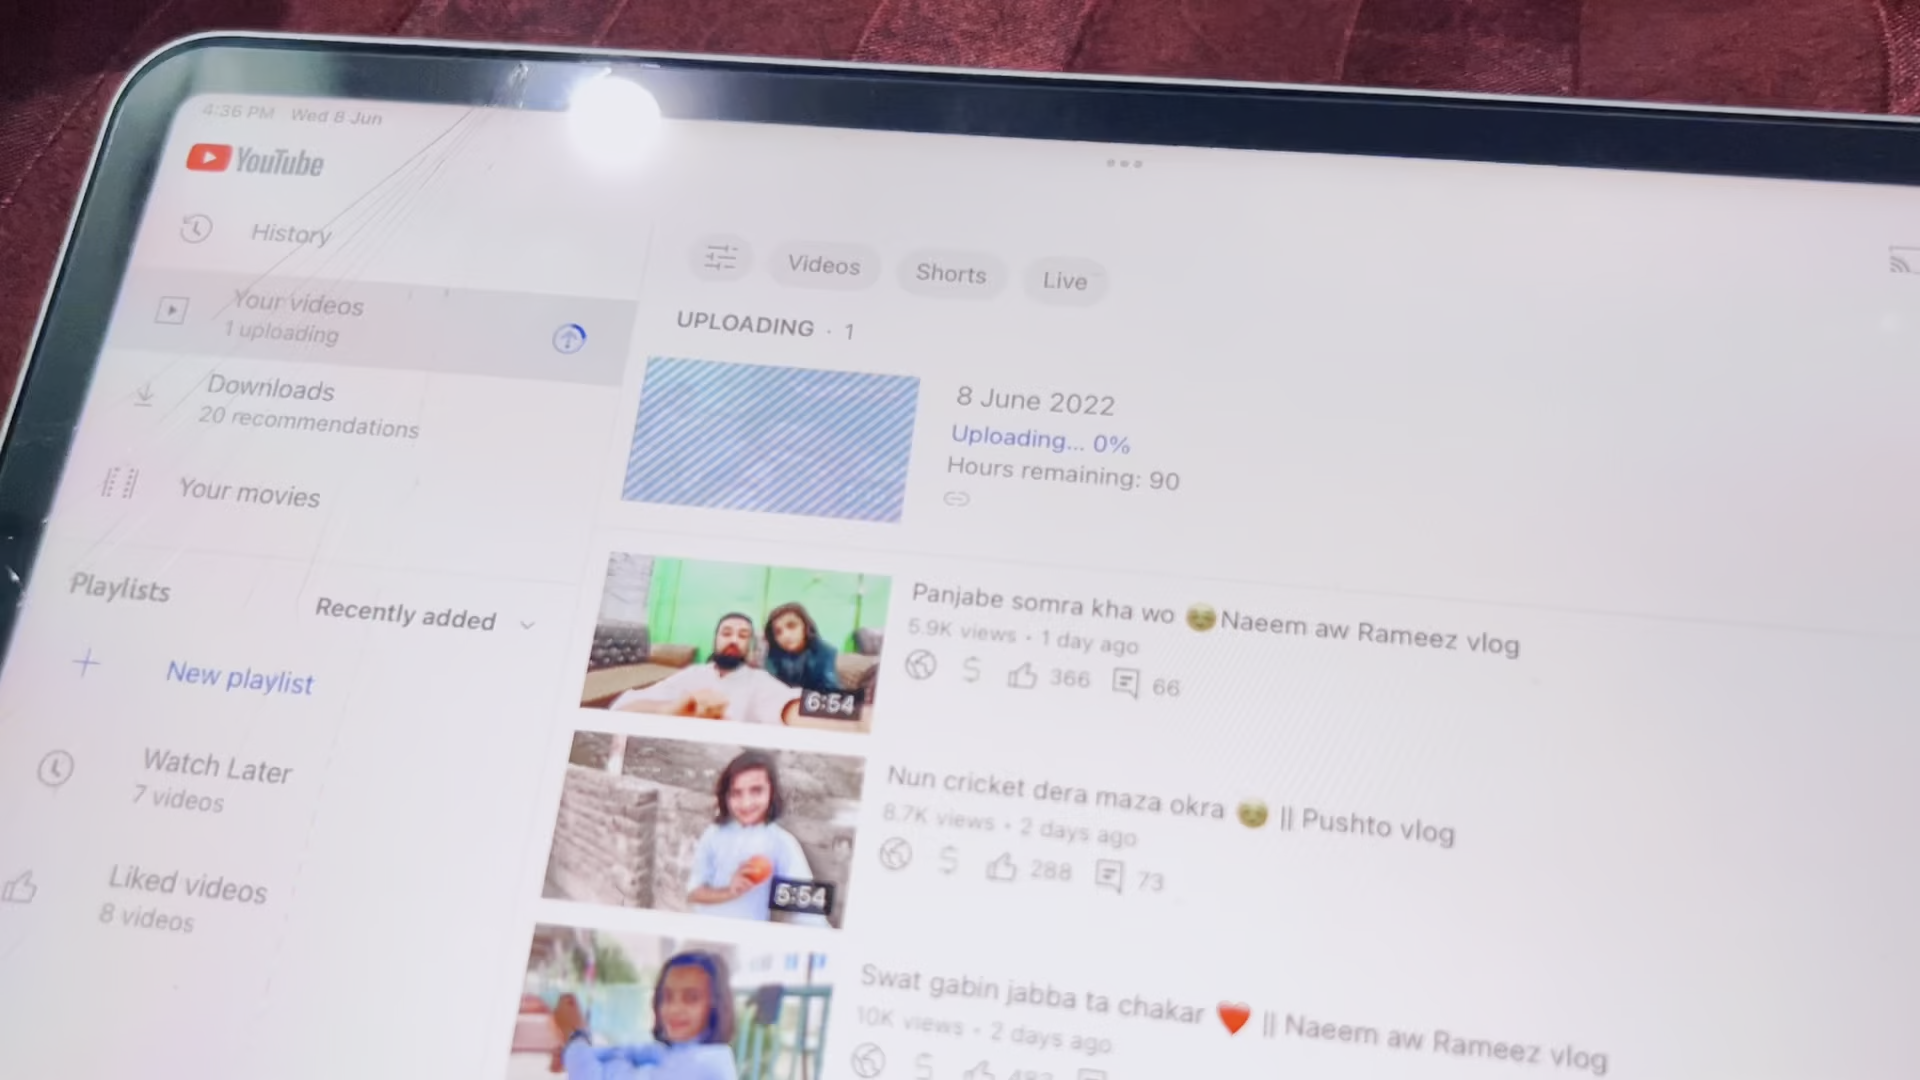 4:36 PM Wed 8 Jun
YouTube
History
Your videos
1 uploading
Downloads
20 recommendations
Your movies
Playlists
Recently added
New playlist
Watch Later
7 videos
Liked videos
8 videos
Videos
Shorts
Live
UPLOADING · 1
8 June 2022
Uploading... 0%
Hours remaining: 90
Panjabe somra kha wo 🥹Naeem aw Rameez vlog
5.9K views · 1 day ago
$ 366 66
6:54
Nun cricket dera maza okra 🥹 || Pushto vlog
8.7K views · 2 days ago
$ 288 73
5:54
Swat gabin jabba ta chakar ❤️ || Naeem aw Rameez vlog
10K views · 2 days ago
$